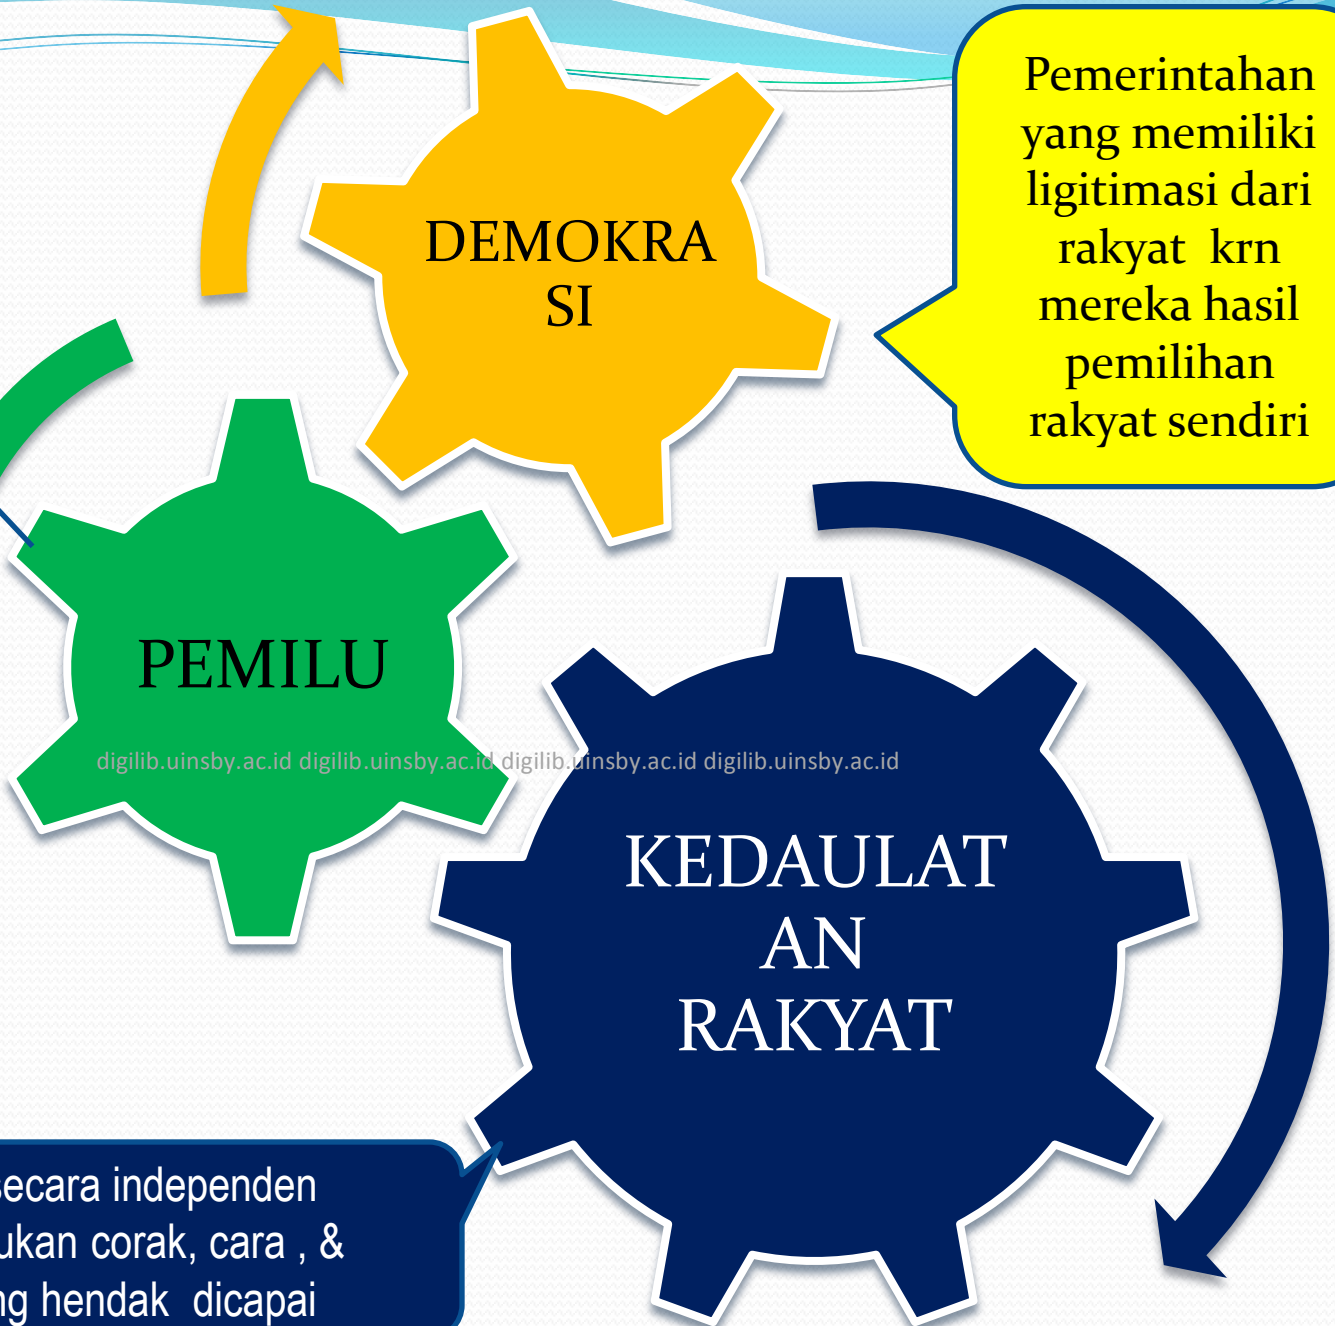 DEMOKRA
SI
Pemerintahan
yang memiliki
ligitimasi dari
rakyat krn
mereka hasil
pemilihan
rakyat sendiri
PEMILU
digilib.uinsby.ac.id digilib.uinsby.ac.id digilib.uinsby.ac.id digilib.uinsby.ac.id
KEDAULAT
AN
RAKYAT
secara independen
ukan corak, cara , &
ng hendak dicapai